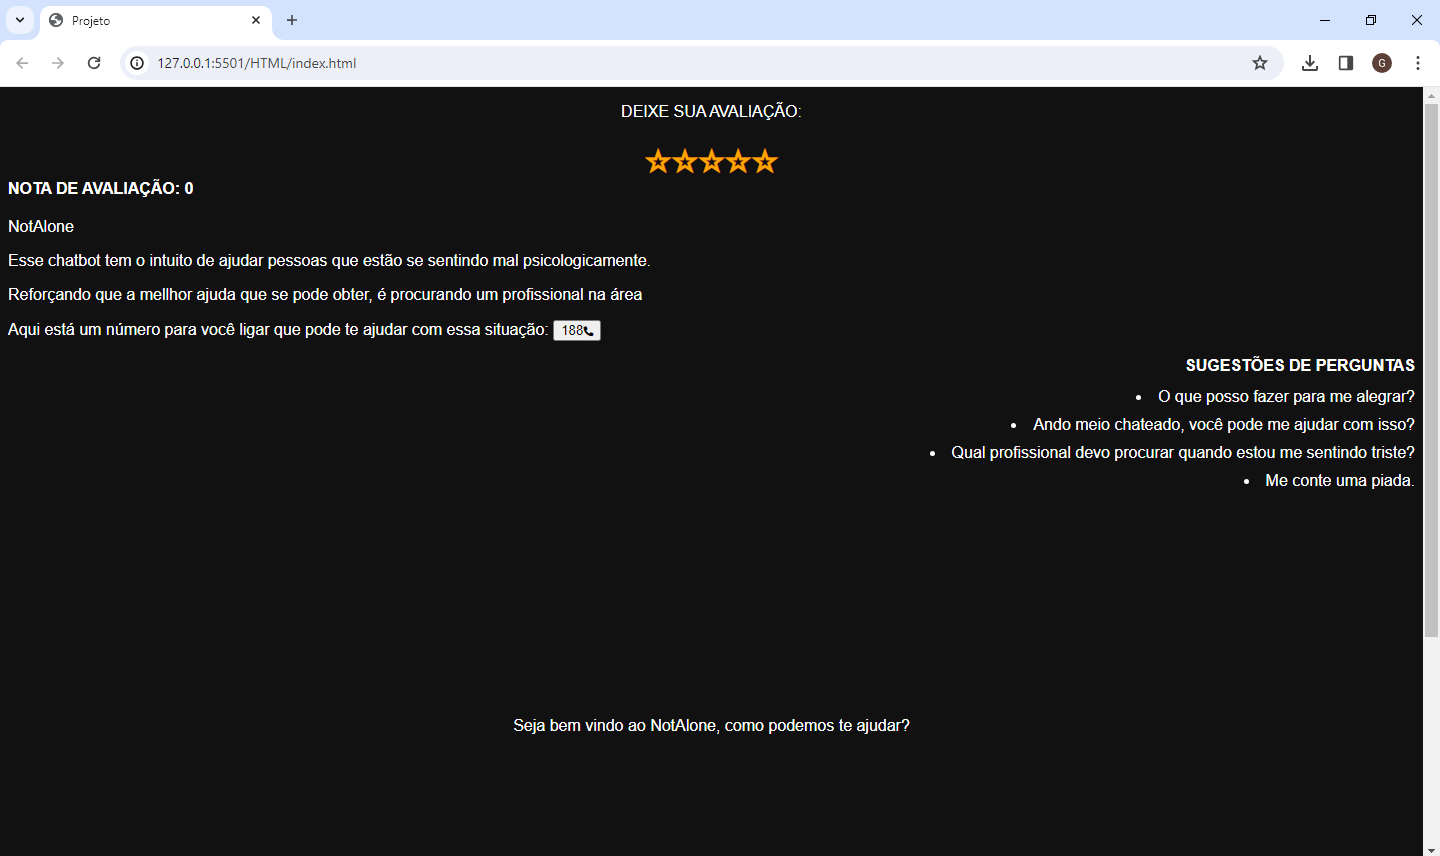 Projeto
127.0.0.1:5501/HTML/index.html
G
DEIXE SUA AVALIAÇÃO:
NOTA DE AVALIAÇÃO: 0
NotAlone
Esse chatbot tem o intuito de ajudar pessoas que estão se sentindo mal psicologicamente.
Reforçando que a mellhor ajuda que se pode obter, é procurando um profissional na área
Aqui está um número para você ligar que pode te ajudar com essa situação: 188
SUGESTÕES DE PERGUNTAS
• O que posso fazer para me alegrar?
• Ando meio chateado, você pode me ajudar com isso?
• Qual profissional devo procurar quando estou me sentindo triste?
• Me conte uma piada.
Seja bem vindo ao NotAlone, como podemos te ajudar?